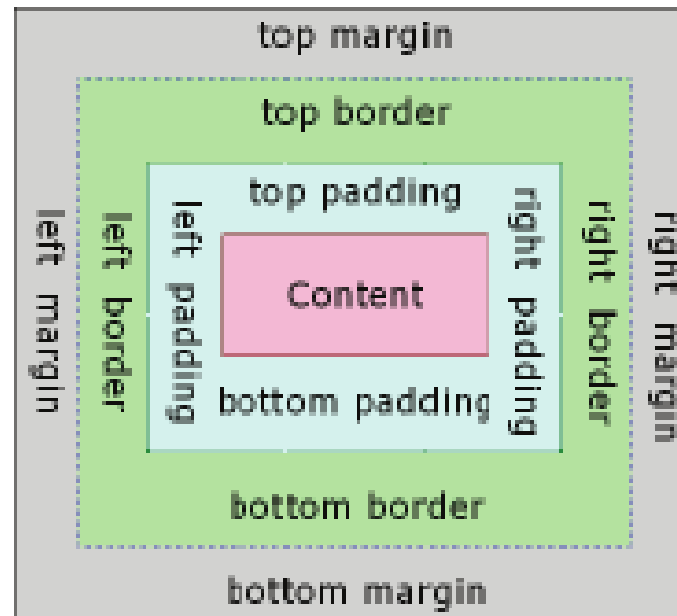 top margin
top border
top padding
left margin
left border
left padding
Content
right padding
right border
right margin
bottom padding
bottom border
bottom margin